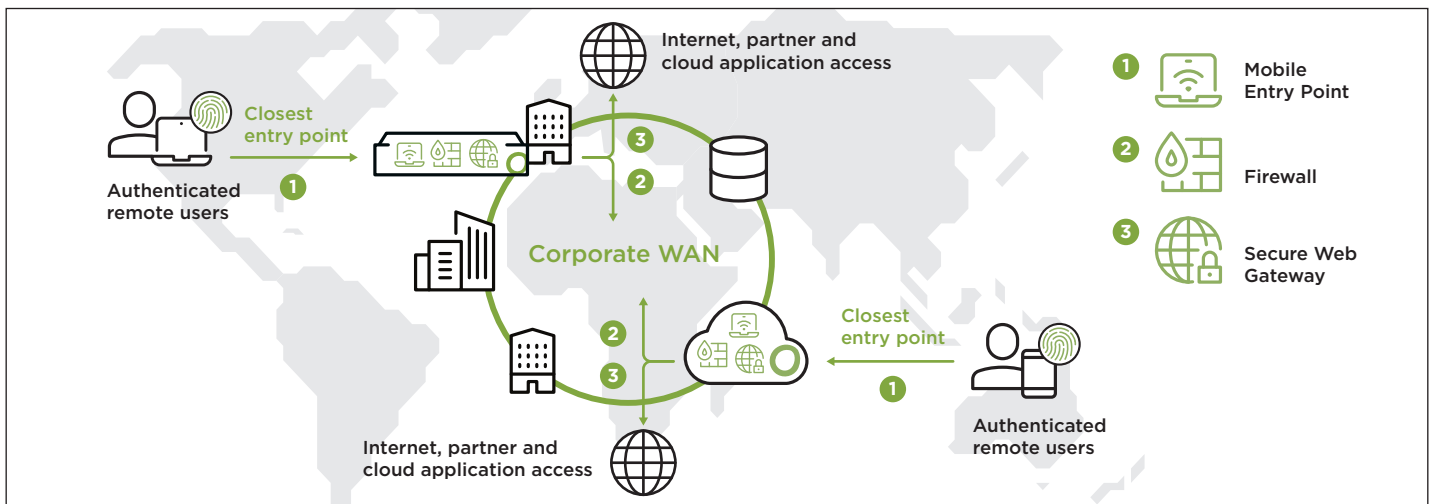 Internet, partner and
cloud application access
Closest
entry point
1
Authenticated
remote users
3
2
Corporate WAN
2
3
Closest
entry point
1
Authenticated
remote users
Internet, partner and
cloud application access
1
Mobile
Entry Point
2
Firewall
3
Secure Web
Gateway